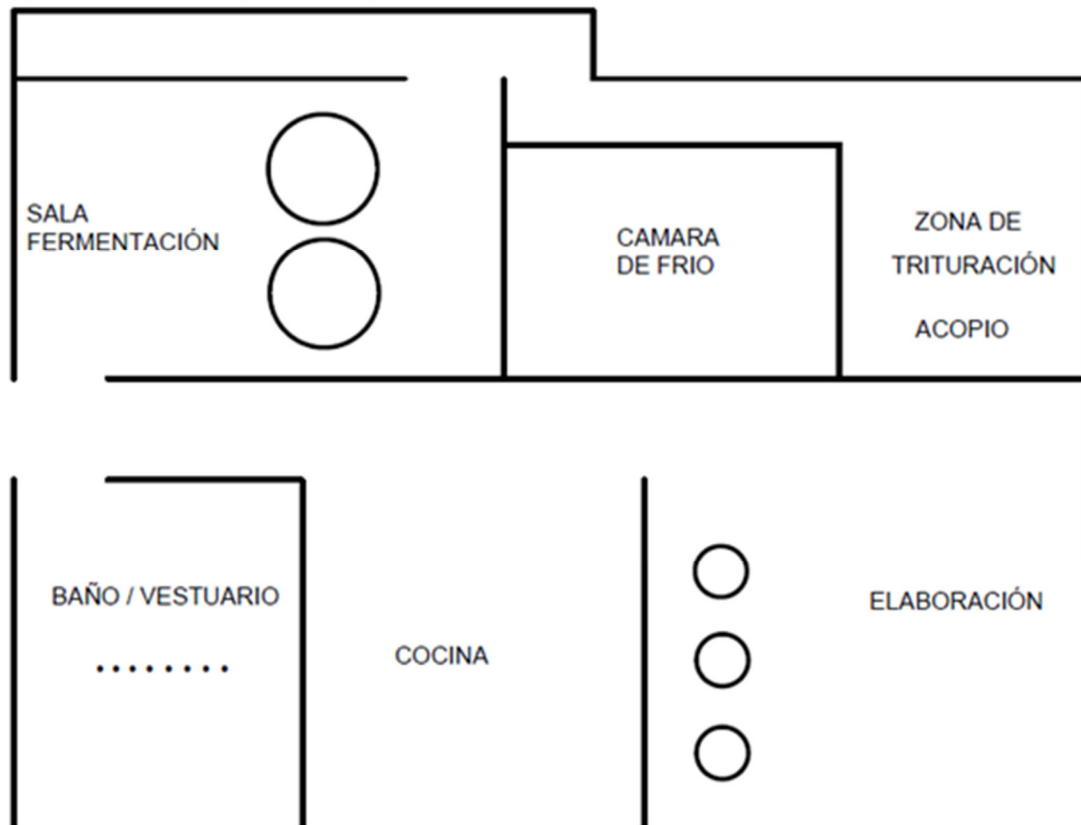 SALA
FERMENTACIÓN
CAMARA
DE FRIO
ZONA DE
TRITURACIÓN
ACOPIO
BAÑO / VESTUARIO
. . . . . . . .
COCINA
ELABORACIÓN